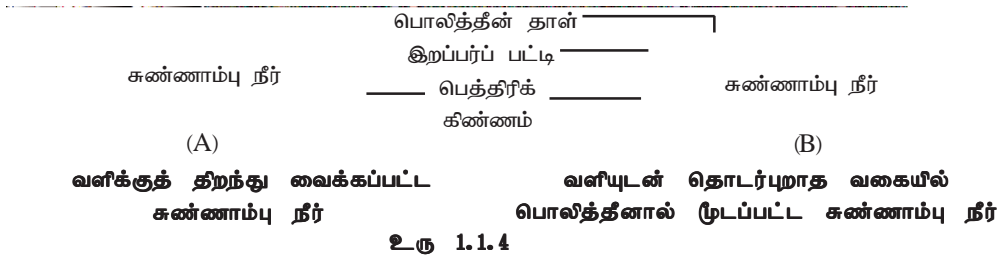 பொலித்தீன் தாள்
இறப்பர்ப் பட்டி
சுண்ணாம்பு நீர்
பெத்திரிக்
சுண்ணாம்பு நீர்
கிண்ணம்
(A) (B)
வளிக்குத் திறந்து வைக்கப்பட்ட வளியுடன் தொடர்புறாத வகையில்
சுண்ணாம்பு நீர் பொலித்தீனால் மூடப்பட்ட சுண்ணாம்பு நீர்
உரு 1.1.4